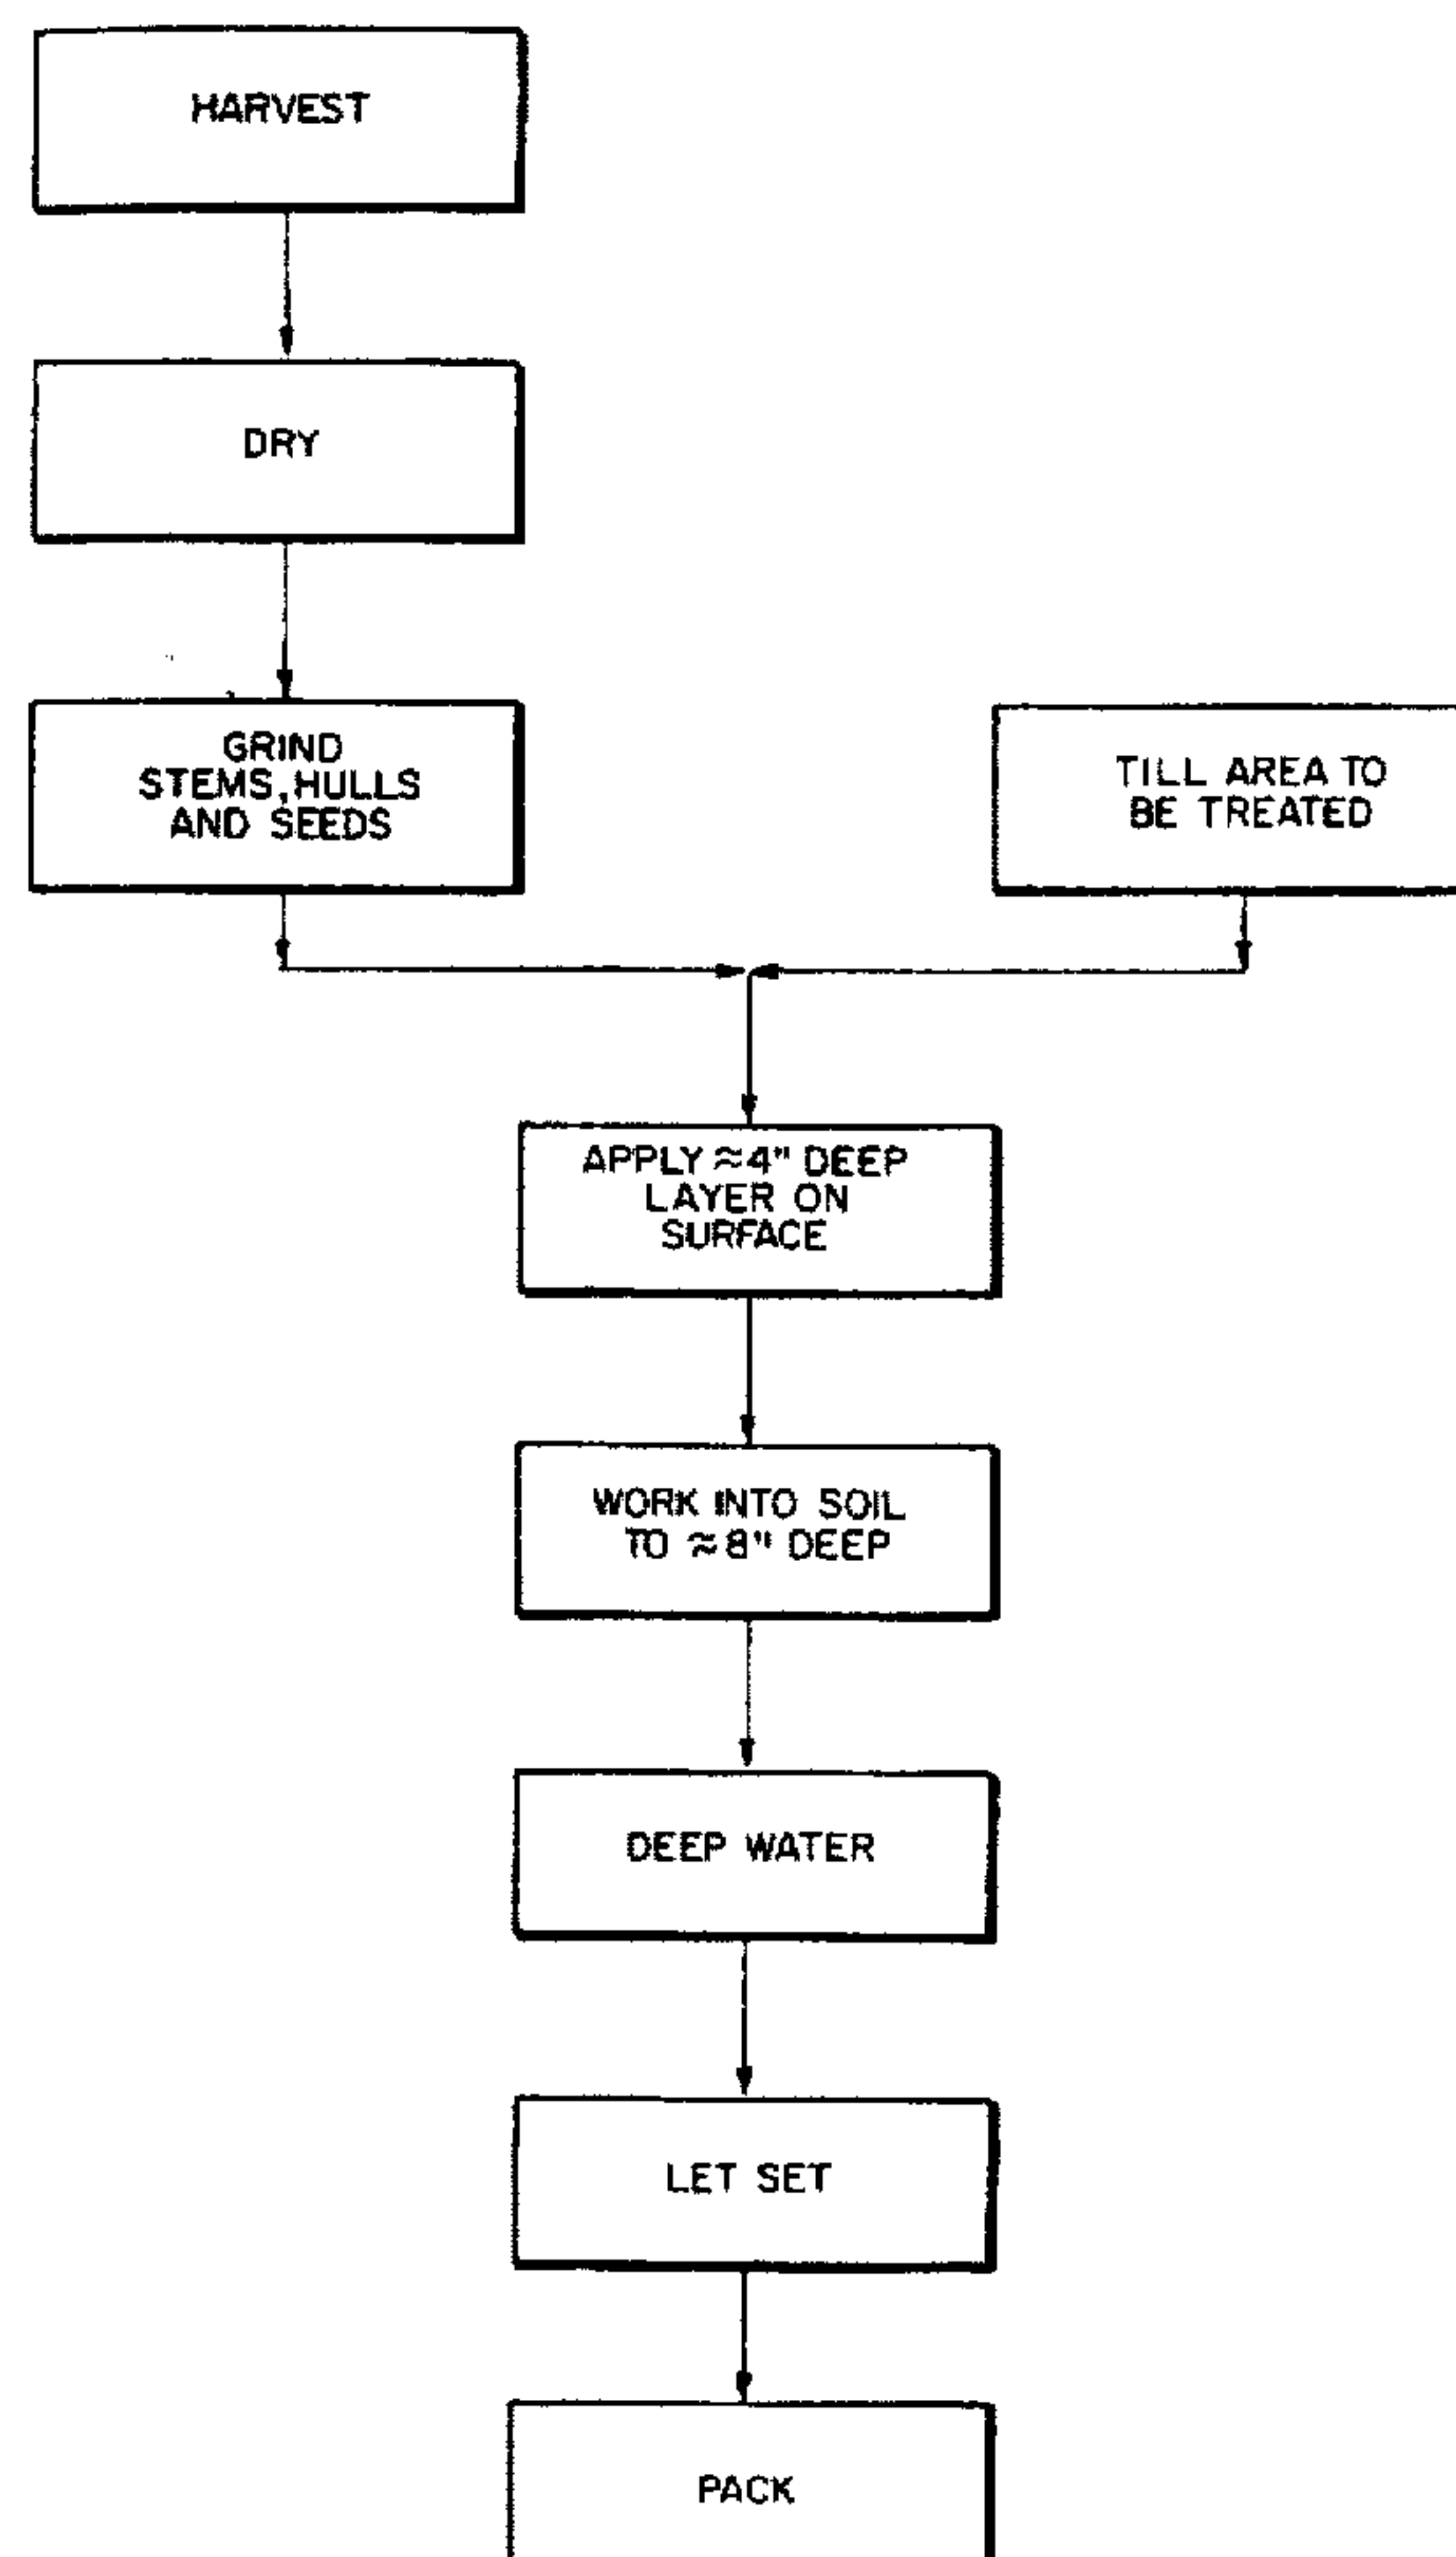 HARVEST
DRY
GRIND
STEMS, HULLS
AND SEEDS
TILL AREA TO
BE TREATED
APPLY ≈4" DEEP
LAYER ON
SURFACE
WORK INTO SOIL
TO ≈8" DEEP
DEEP WATER
LET SET
PACK